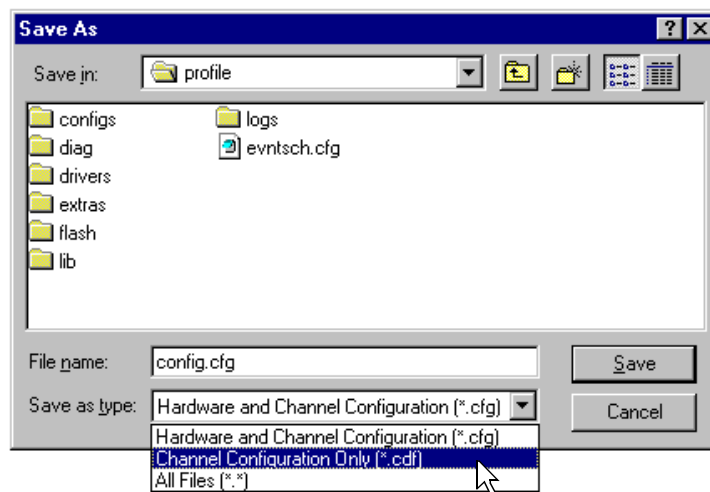 Save As
Save in: profile
configs
diag
drivers
extras
flash
lib
logs
evntsch.cfg
File name: config.cfg
Save
Save as type: Hardware and Channel Configuration (*.cfg)
Cancel
Hardware and Channel Configuration (*.cfg)
Channel Configuration Only (*.cdf)
All Files (*.*)